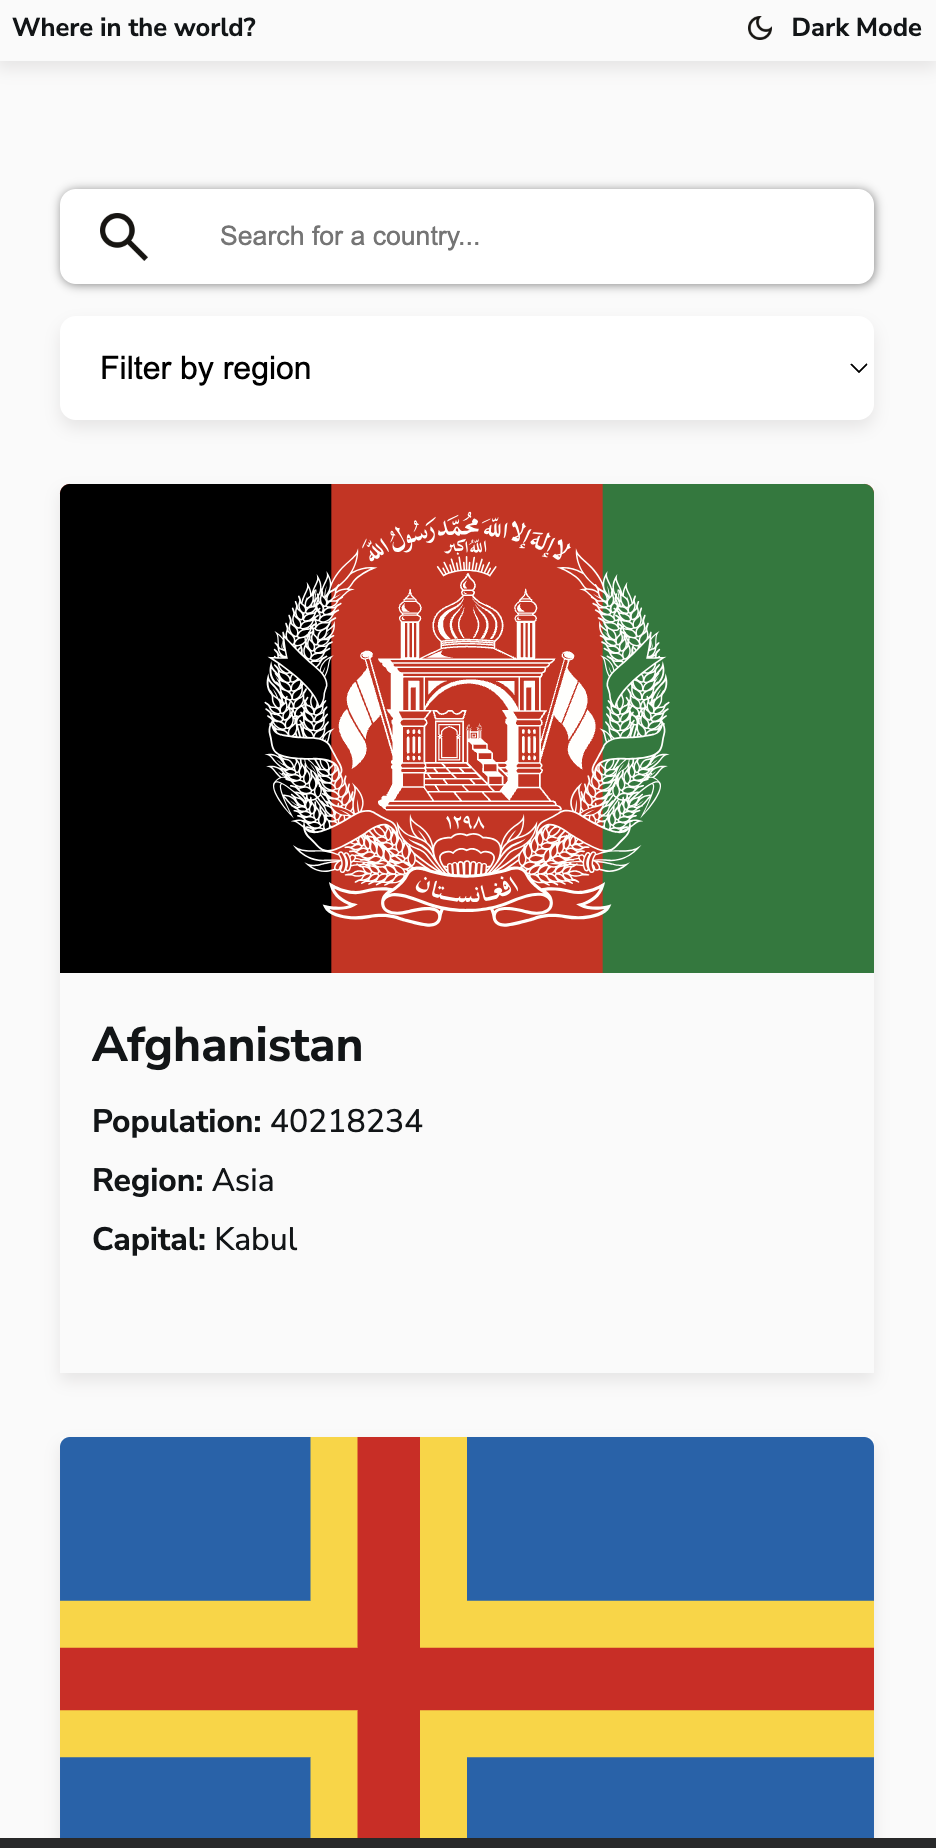 Where in the world?
Dark Mode
Search for a country...
Filter by region
لا إله إلا الله محمد رسول الله
الله أكبر
١٢٩٨
افغانستان
Afghanistan
Population: 40218234
Region: Asia
Capital: Kabul